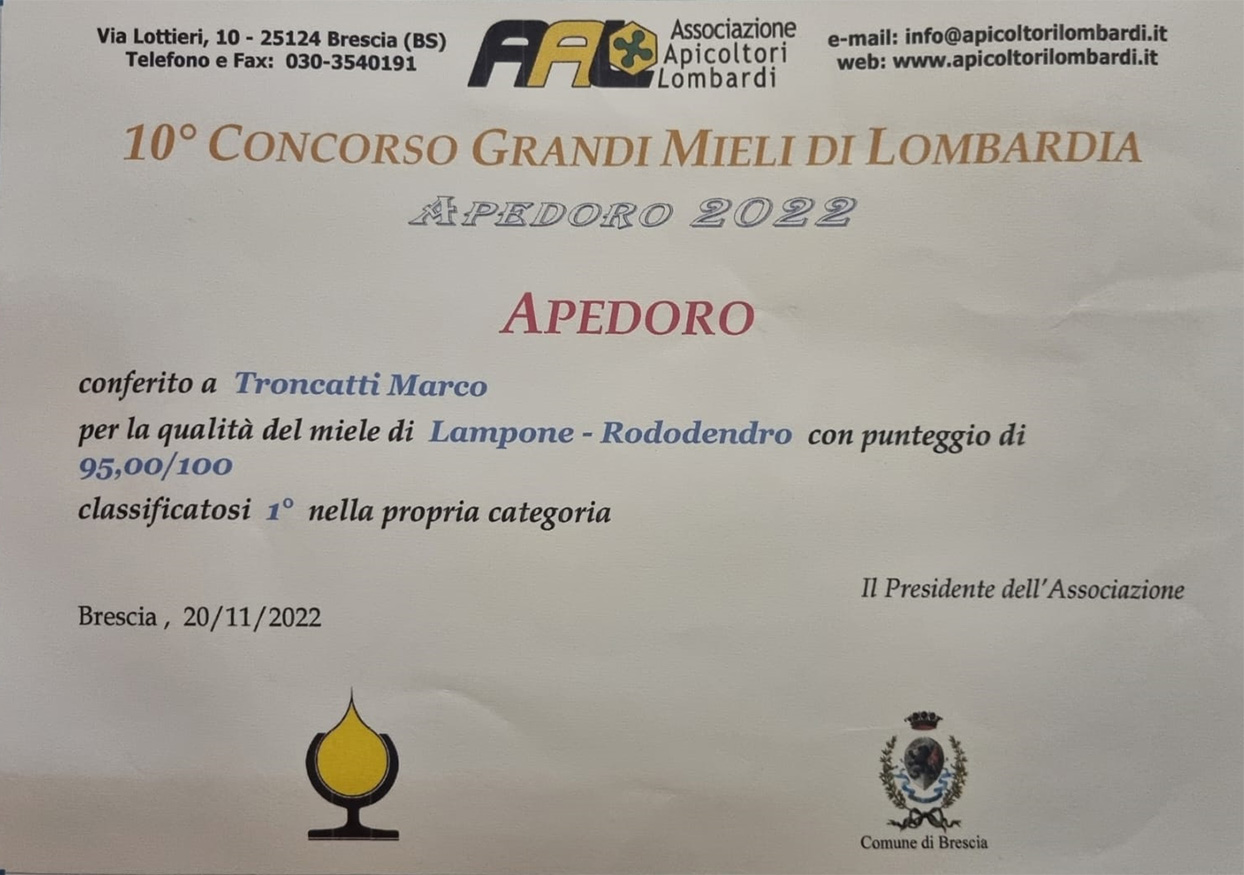 Via Lottieri, 10 - 25124 Brescia (BS)
Telefono e Fax: 030-3540191
AAL
Associazione
Apicoltori
Lombardi
e-mail: info@apicoltorilombardi.it
web: www.apicoltorilombardi.it
10° CONCORSO GRANDI MIELI DI LOMBARDIA
APEDORO 2022
APEDORO
conferito a Troncatti Marco
per la qualità del miele di Lampone - Rododendro con punteggio di
95,00/100
classificatosi 1° nella propria categoria
Il Presidente dell'Associazione
Brescia , 20/11/2022
Comune di Brescia